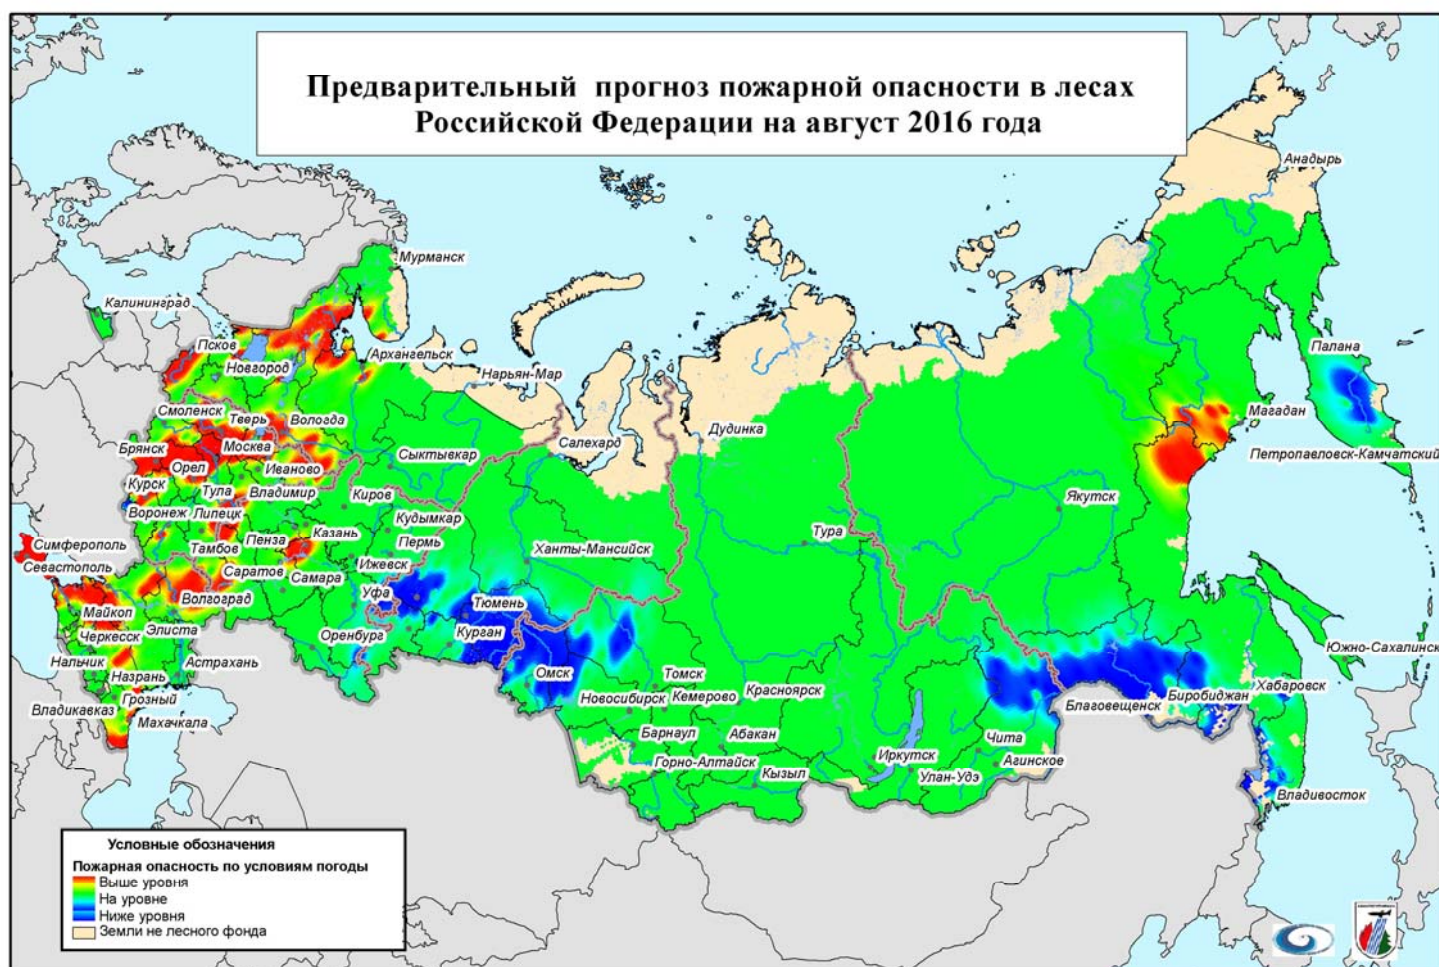 Предварительный прогноз пожарной опасности в лесах
Российской Федерации на август 2016 года
Анадырь
Мурманск
Калининград
Псков
Новгород
Архангельск
Нарьян-Мар
Палана
Смоленск
Тверь
Вологда
Магадан
Дудинка
Салехард
Брянск
Москва
Сыктывкар
Петропавловск-Камчатский
Орел
Иваново
Курск
Тула
Владимир
Киров
Якутск
Воронеж
Липецк
Кудымкар
Казань
Пермь
Тура
Симферополь
Тамбов
Пенза
Ханты-Мансийск
Севастополь
Саратов
Самара
Ижевск
Волгоград
Уфа
Майкоп
Тюмень
Черкесск
Элиста
Оренбург
Курган
Южно-Сахалинск
Нальчик
Астрахань
Назрань
Омск
Томск
Грозный
Новосибирск
Кемерово
Красноярск
Биробиджан
Хабаровск
Владикавказ
Благовещенск
Махачкала
Барнаул
Абакан
Чита
Иркутск
Агинское
Горно-Алтайск
Кызыл
Улан-Удэ
Владивосток
Условные обозначения
Пожарная опасность по условиям погоды
Выше уровня
На уровне
Ниже уровня
Земли не лесного фонда